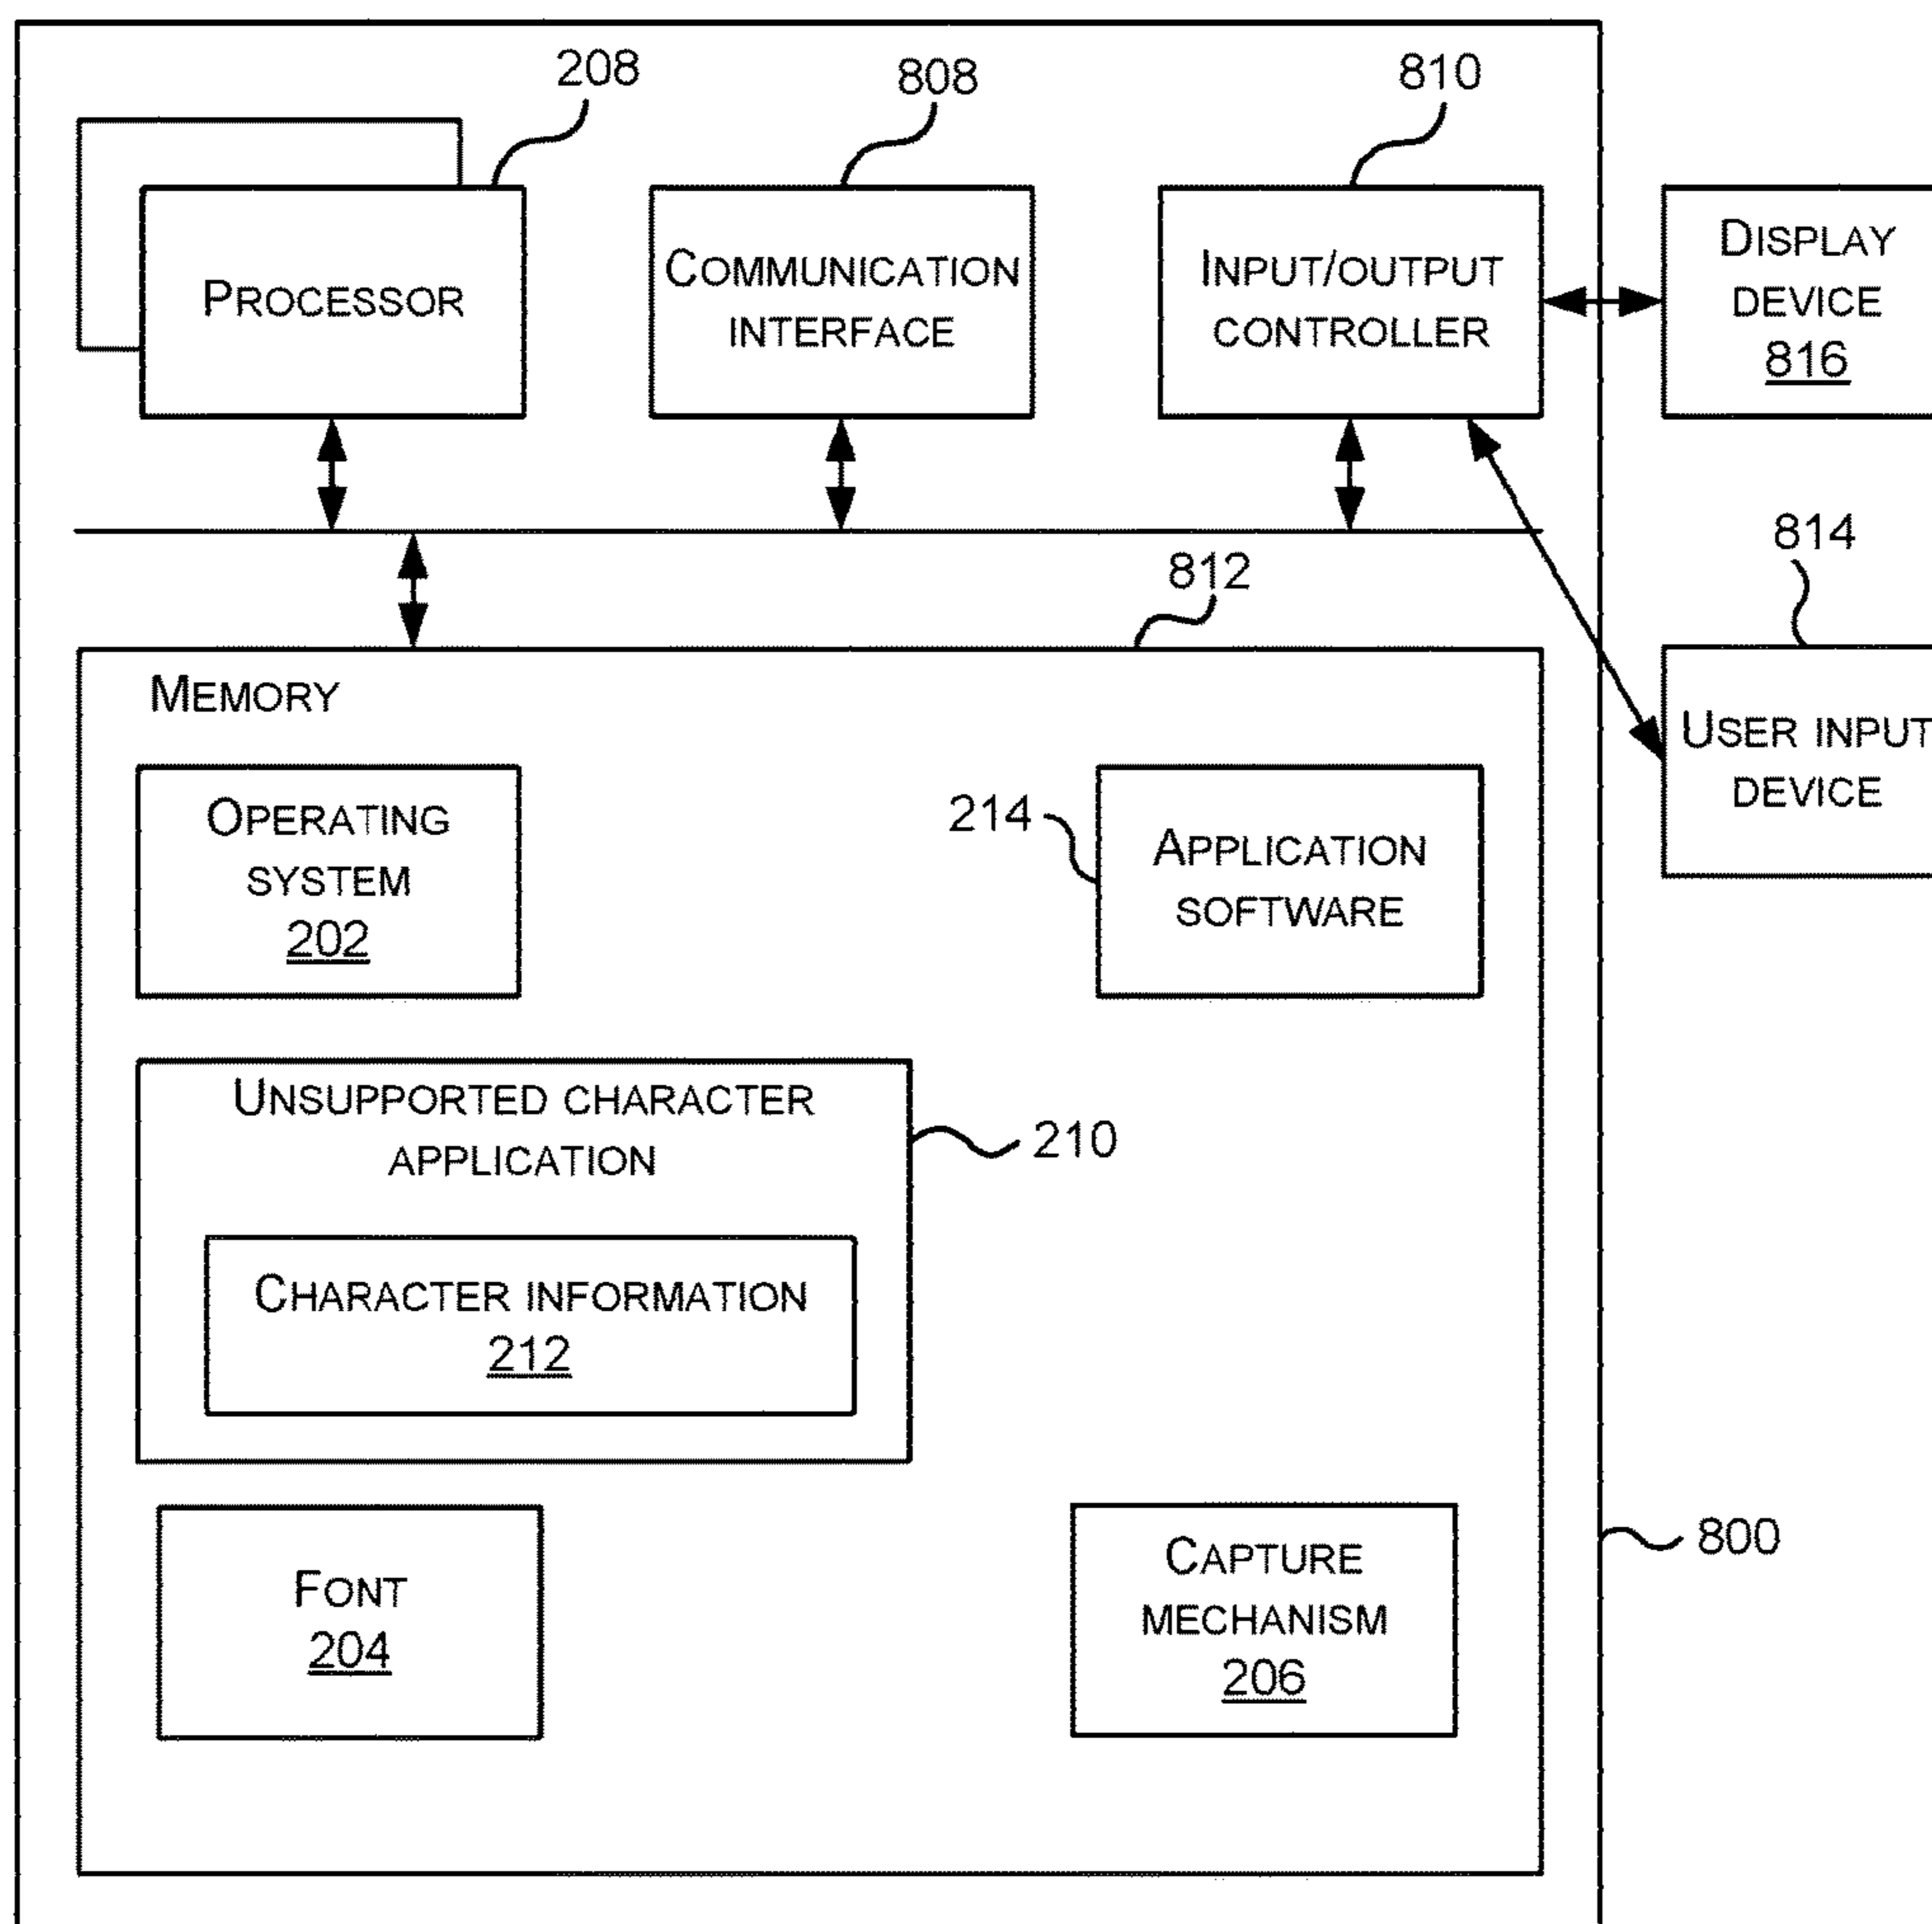 208
808
810
PROCESSOR
COMMUNICATION
INTERFACE
INPUT/OUTPUT
CONTROLLER
DISPLAY
DEVICE
816
812
814
MEMORY
USER INPUT
DEVICE
OPERATING
SYSTEM
202
214
APPLICATION
SOFTWARE
UNSUPPORTED CHARACTER
APPLICATION
210
CHARACTER INFORMATION
212
FONT
204
CAPTURE
MECHANISM
206
800